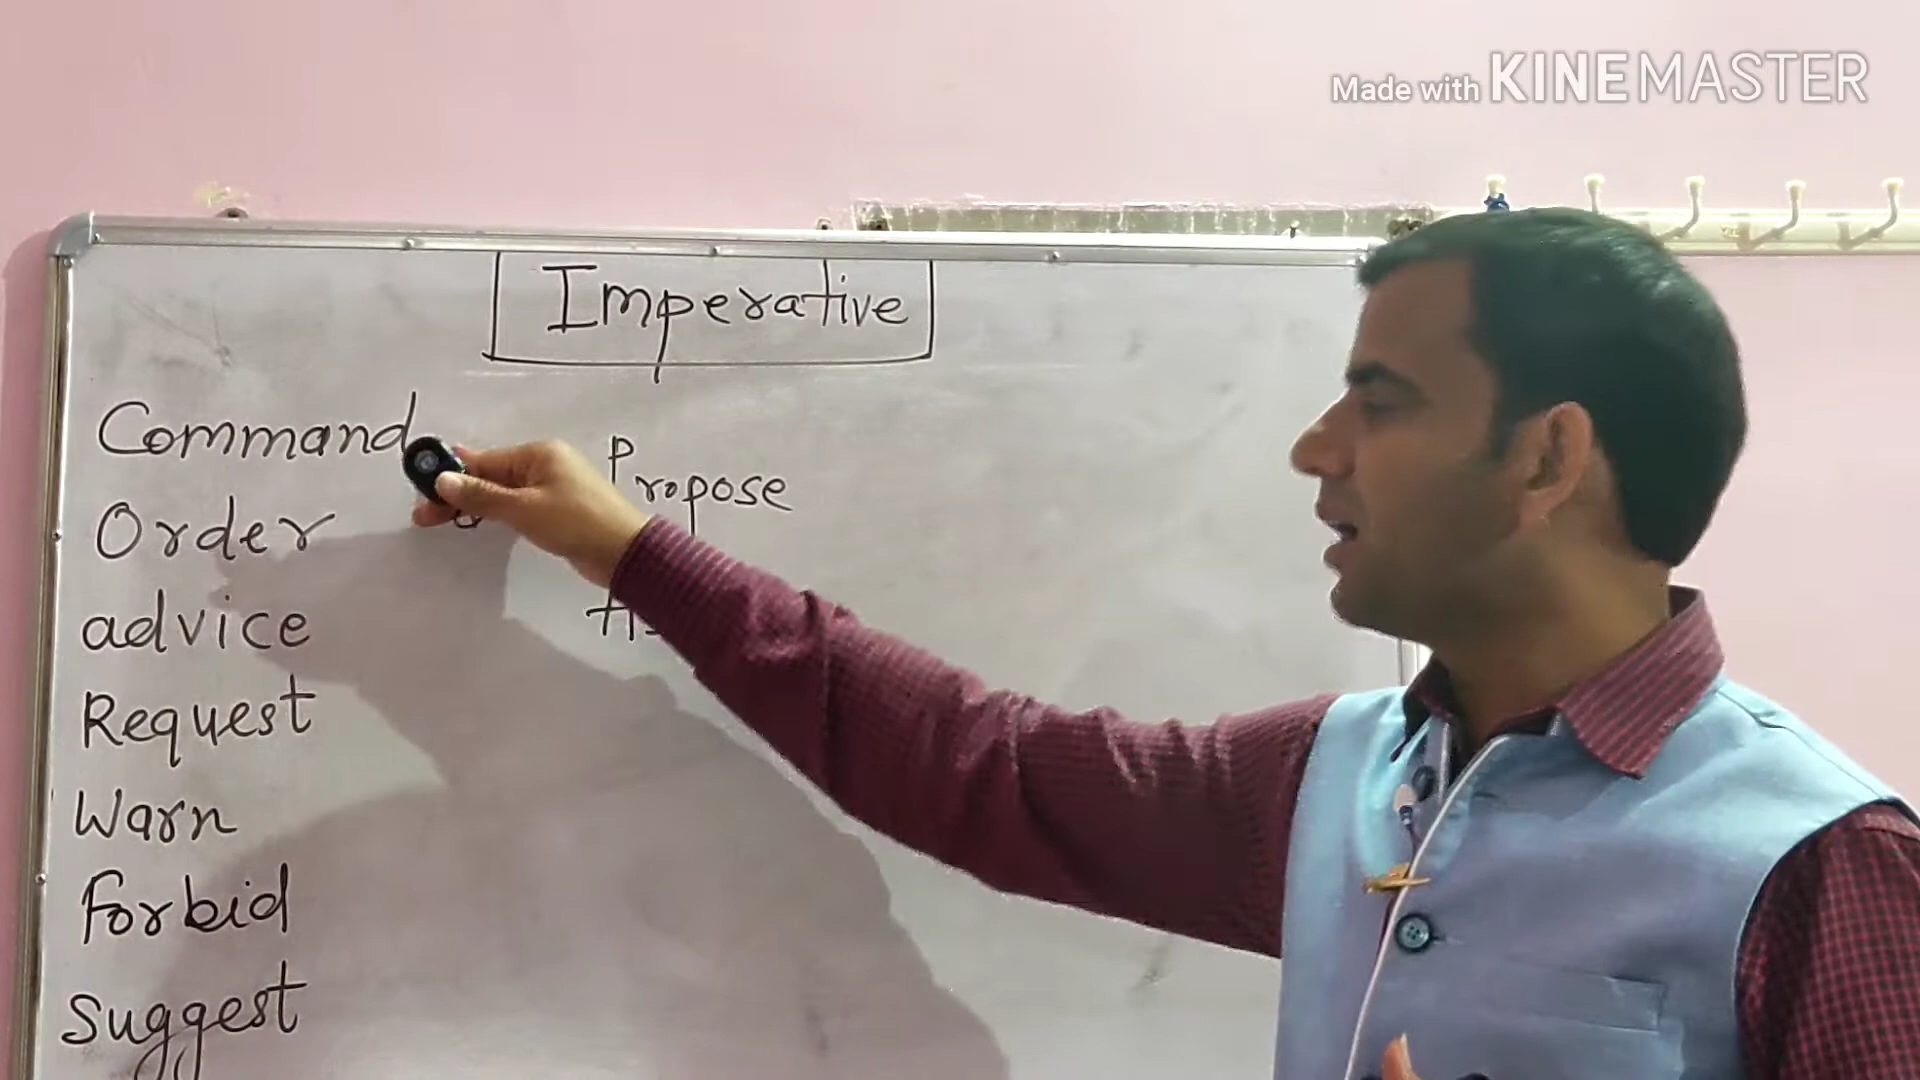 Made with KINEMASTER
Imperative
Command
Order
advice
Request
Warn
Forbid
suggest
Propose